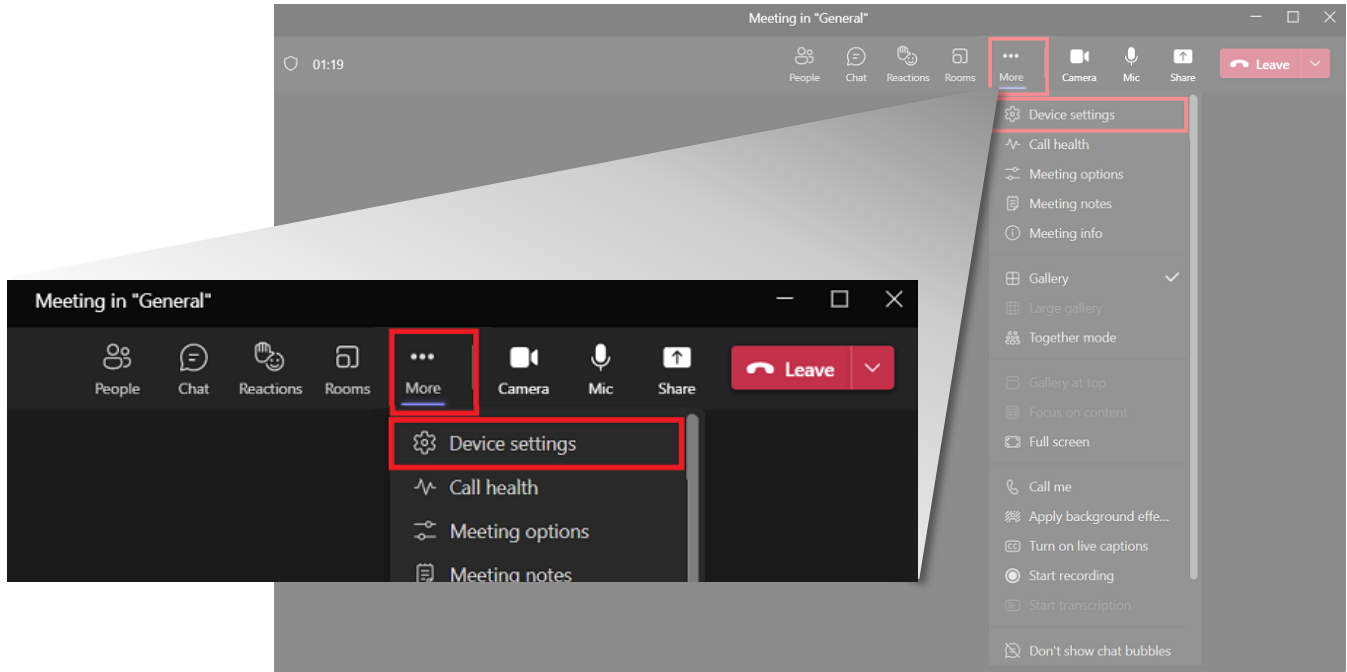 Meeting in "General"
01:19
People Chat Reactions Rooms More Camera Mic Share Leave
Device settings
Call health
Meeting options
Meeting notes
Meeting info
Gallery
Large gallery
Together mode
Gallery at top
Focus on content
Full screen
Call me
Apply background effe...
CC Turn on live captions
Start recording
Start transcription
Don't show chat bubbles
Meeting in "General"
People Chat Reactions Rooms More Camera Mic Share Leave
Device settings
Call health
Meeting options
Meeting notes